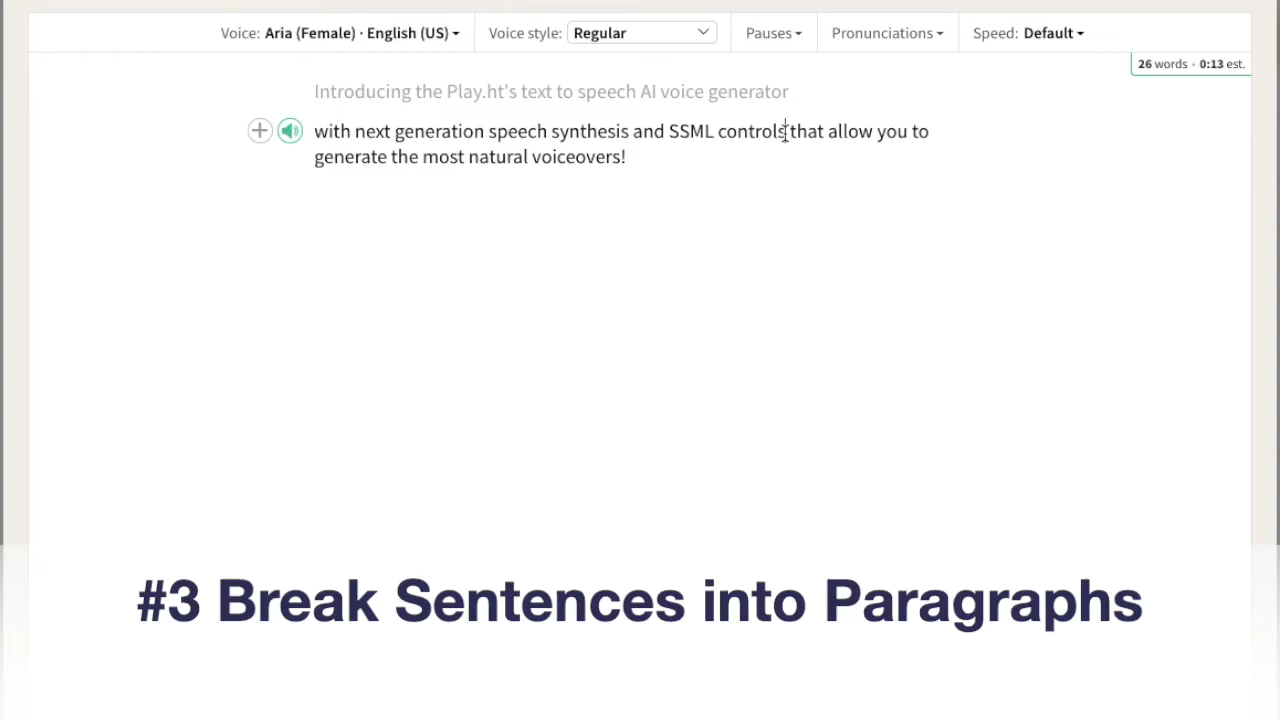 Voice: Aria (Female) · English (US) Voice style: Regular Pauses Pronunciations Speed: Default
26 words · 0:13 est.
Introducing the Play.ht's text to speech AI voice generator
with next generation speech synthesis and SSML controls that allow you to
generate the most natural voiceovers!
#3 Break Sentences into Paragraphs